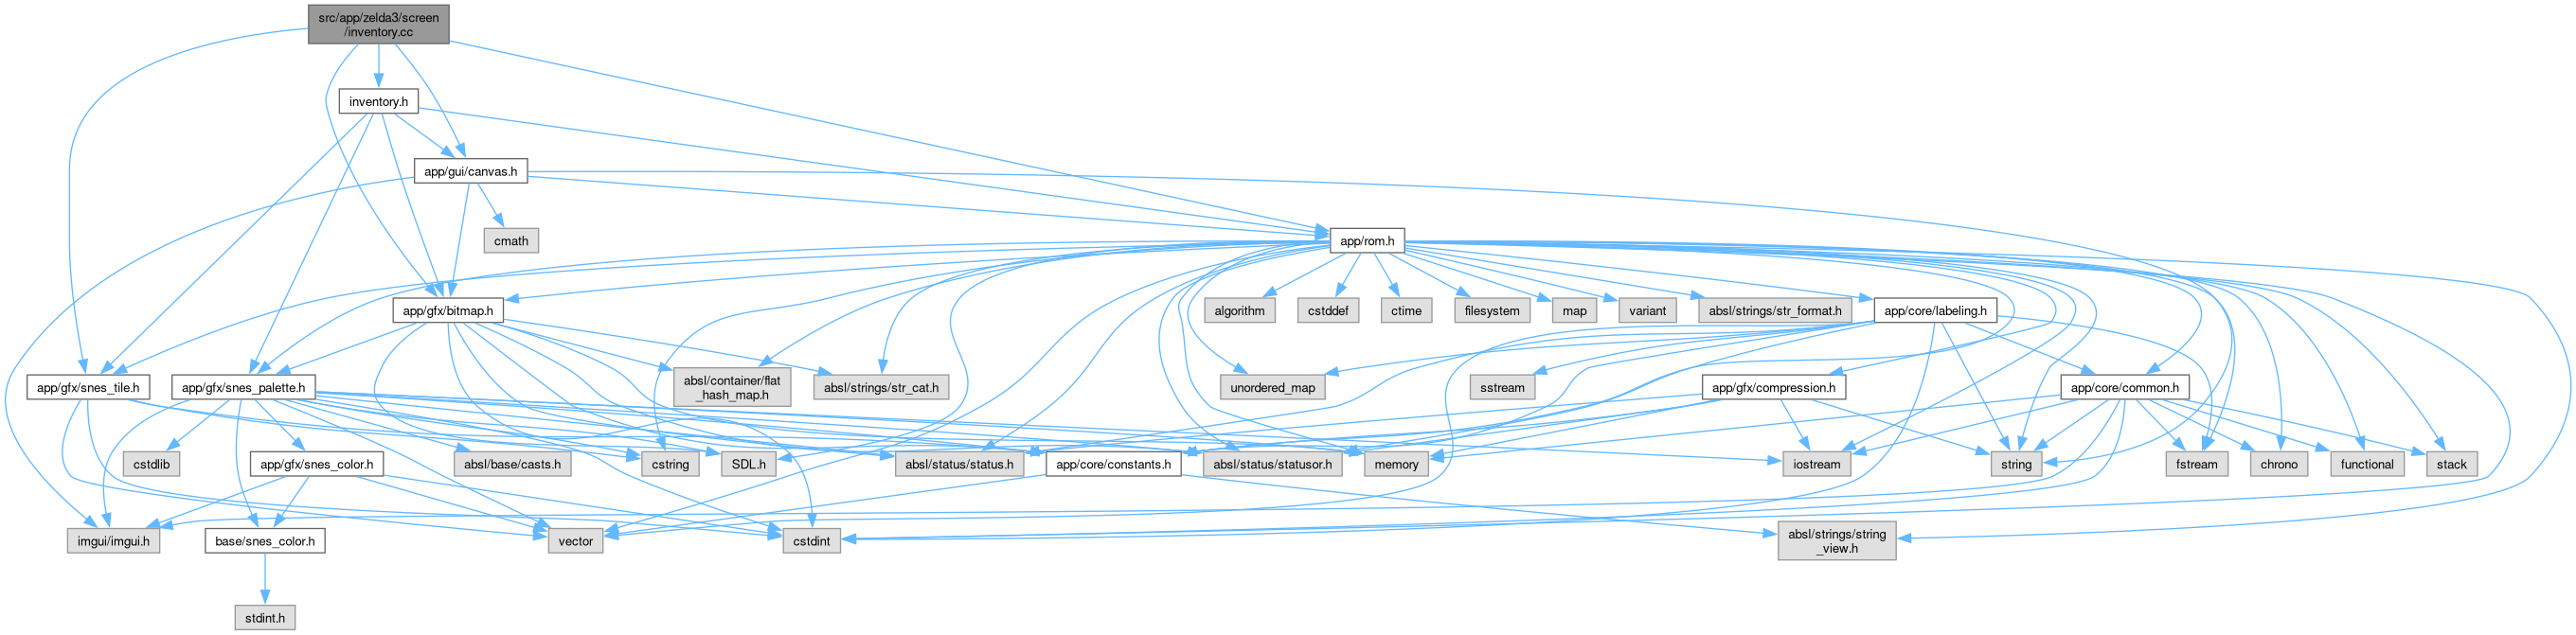 src/app/zelda3/screen
/inventory.cc
inventory.h
app/gui/canvas.h
cmath
app/rom.h
app/gfx/bitmap.h
algorithm
cstddef
ctime
filesystem
map
variant
absl/strings/str_format.h
app/core/labeling.h
app/gfx/snes_tile.h
app/gfx/snes_palette.h
absl/container/flat
_hash_map.h
absl/strings/str_cat.h
unordered_map
sstream
app/gfx/compression.h
app/core/common.h
cstdlib
app/gfx/snes_color.h
absl/base/casts.h
cstring
SDL.h
absl/status/status.h
app/core/constants.h
absl/status/statusor.h
memory
iostream
string
fstream
chrono
functional
stack
imgui/imgui.h
base/snes_color.h
vector
cstdint
absl/strings/string
_view.h
stdint.h